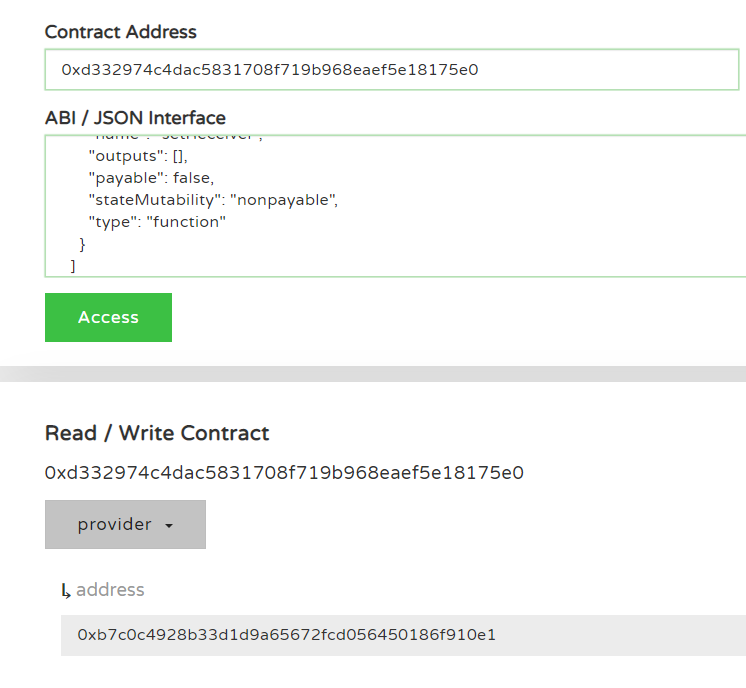 Contract Address
0xd332974c4dac5831708f719b968eaef5e18175e0
ABI / JSON Interface
"outputs": [],
"payable": false,
"stateMutability": "nonpayable",
"type": "function"
}
]
Access
Read / Write Contract
0xd332974c4dac5831708f719b968eaef5e18175e0
provider
address
0xb7c0c4928b33d1d9a65672fcd056450186f910e1